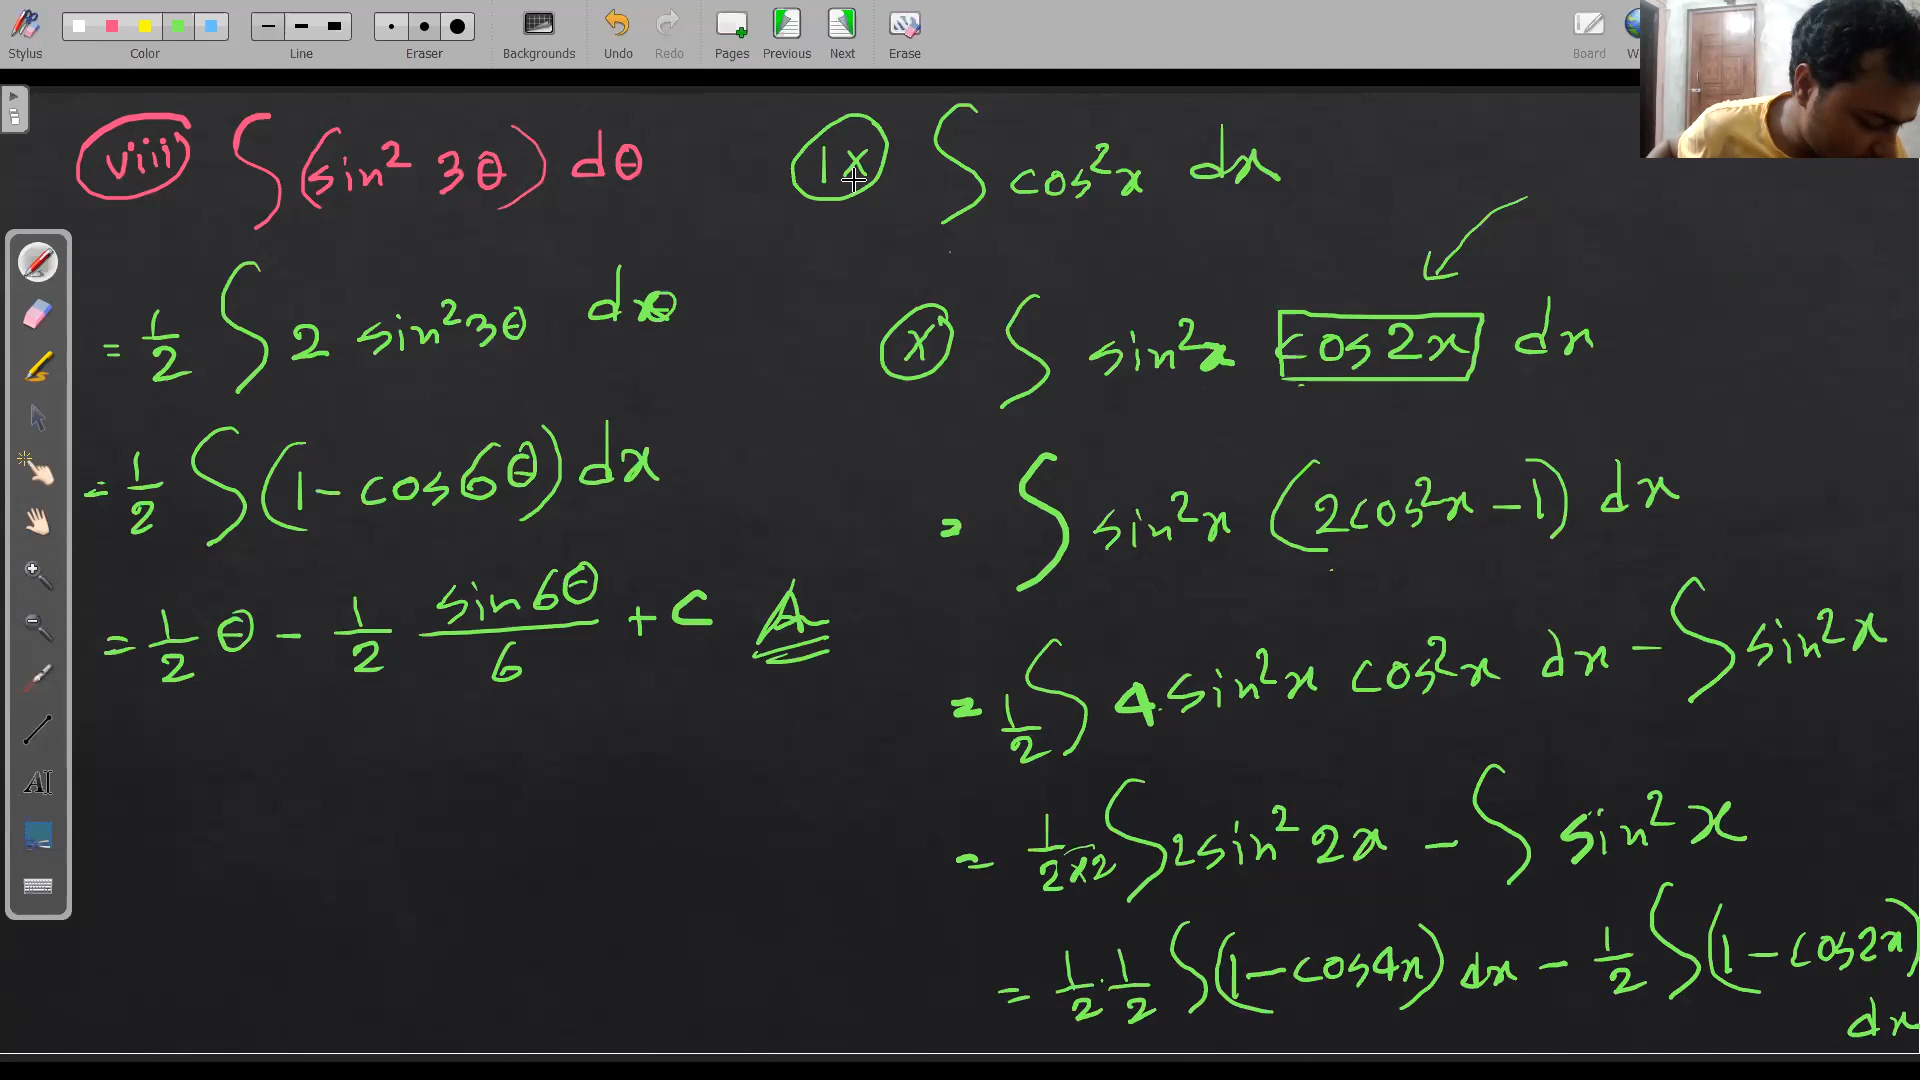 Stylus Color Line Eraser Backgrounds Undo Redo Pages Previous Next Erase Board
viii ∫ (sin² 3θ) dθ
= 1/2 ∫ 2 sin²3θ dθ
= 1/2 ∫ (1 - cos6θ) dx
= 1/2 θ - 1/2 sin6θ/6 + C A
1x ∫ cos²x dx
x ∫ sin²x cos2x dx
= ∫ sin²x (2cos²x - 1) dx
= 1/2 ∫ 4 sin²x cos²x dx - ∫ sin²x
= 1/2×2 ∫ 2sin² 2x - ∫ sin² x
= 1/2 · 1/2 ∫ (1 - cos4x) dx - 1/2 ∫ (1 - cos2x)
dx